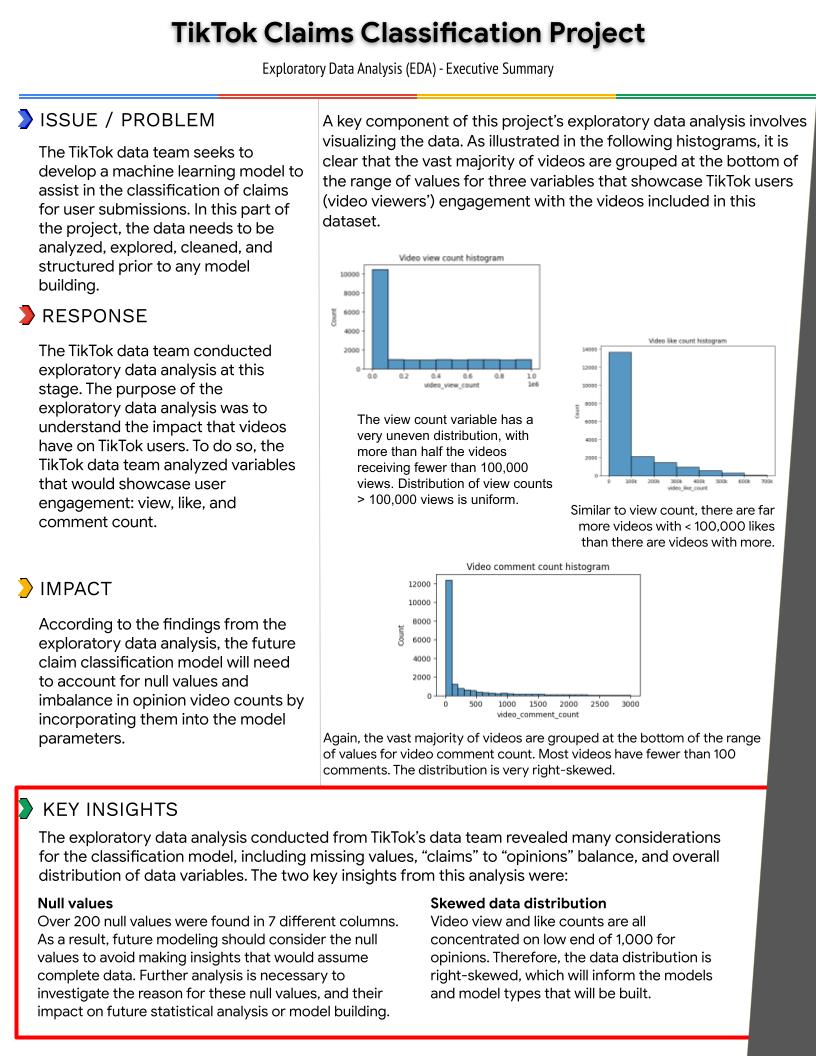 TikTok Claims Classification Project
Exploratory Data Analysis (EDA) - Executive Summary
ISSUE / PROBLEM
The TikTok data team seeks to
develop a machine learning model to
assist in the classification of claims
for user submissions. In this part of
the project, the data needs to be
analyzed, explored, cleaned, and
structured prior to any model
building.
RESPONSE
The TikTok data team conducted
exploratory data analysis at this
stage. The purpose of the
exploratory data analysis was to
understand the impact that videos
have on TikTok users. To do so, the
TikTok data team analyzed variables
that would showcase user
engagement: view, like, and
comment count.
IMPACT
According to the findings from the
exploratory data analysis, the future
claim classification model will need
to account for null values and
imbalance in opinion video counts by
incorporating them into the model
parameters.
A key component of this project’s exploratory data analysis involves
visualizing the data. As illustrated in the following histograms, it is
clear that the vast majority of videos are grouped at the bottom of
the range of values for three variables that showcase TikTok users
(video viewers’) engagement with the videos included in this
dataset.
Video view count histogram
10000
8000
6000
4000
2000
0
Count
0.0 0.2 0.4 0.6 0.8 1.0
1e6
video_view_count
The view count variable has a
very uneven distribution, with
more than half the videos
receiving fewer than 100,000
views. Distribution of view counts
> 100,000 views is uniform.
Video like count histogram
14000
12000
10000
8000
6000
4000
2000
0
Count
0 100k 200k 300k 400k 500k 600k 700k
video_like_count
Similar to view count, there are far
more videos with < 100,000 likes
than there are videos with more.
Video comment count histogram
12000
10000
8000
6000
4000
2000
0
Count
0 500 1000 1500 2000 2500 3000
video_comment_count
Again, the vast majority of videos are grouped at the bottom of the range
of values for video comment count. Most videos have fewer than 100
comments. The distribution is very right-skewed.
KEY INSIGHTS
The exploratory data analysis conducted from TikTok’s data team revealed many considerations
for the classification model, including missing values, “claims” to “opinions” balance, and overall
distribution of data variables. The two key insights from this analysis were:
Null values
Over 200 null values were found in 7 different columns.
As a result, future modeling should consider the null
values to avoid making insights that would assume
complete data. Further analysis is necessary to
investigate the reason for these null values, and their
impact on future statistical analysis or model building.
Skewed data distribution
Video view and like counts are all
concentrated on low end of 1,000 for
opinions. Therefore, the data distribution is
right-skewed, which will inform the models
and model types that will be built.